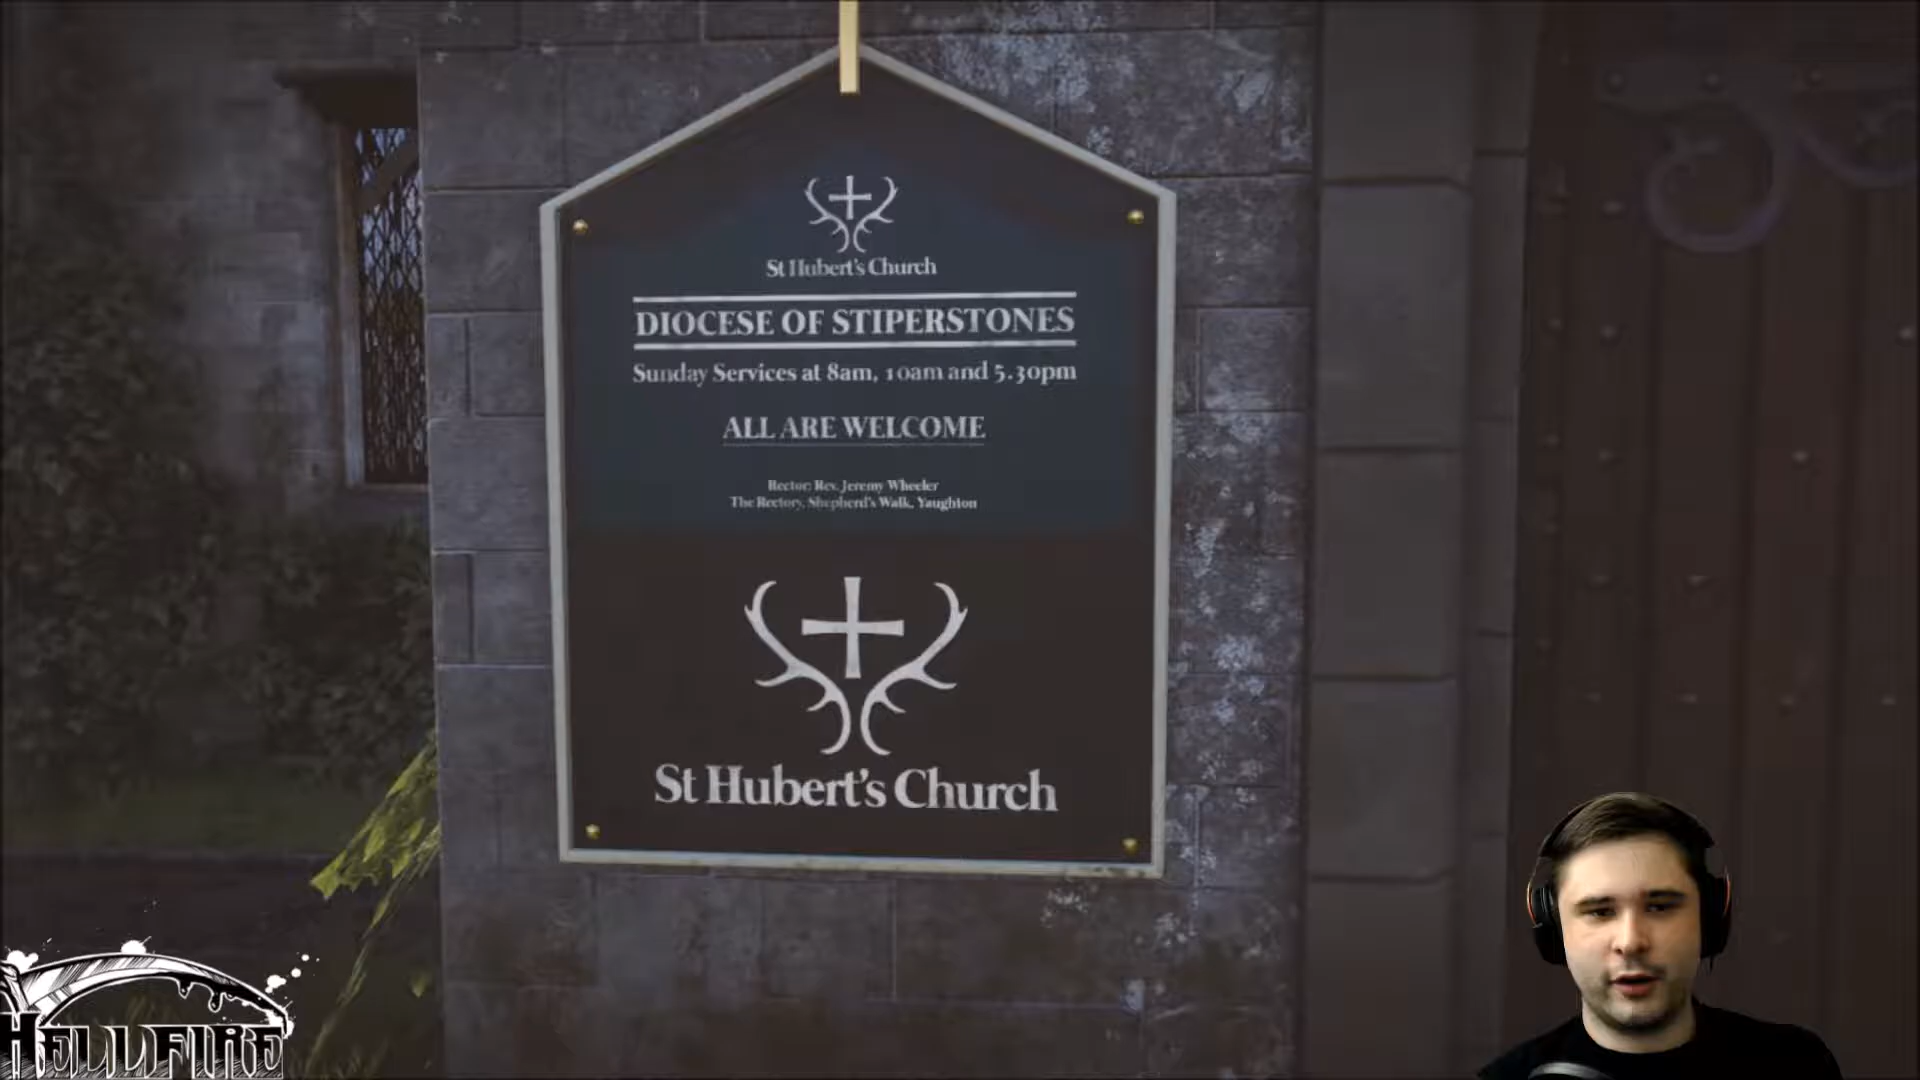 St Hubert's Church
DIOCESE OF STIPERSTONES
Sunday Services at 8am, 10am and 5.30pm
ALL ARE WELCOME
Rector: Rev. Jeremy Wheeler
The Rectory, Shepherd's Walk, Yaughton
St Hubert's Church
HELLFIRE